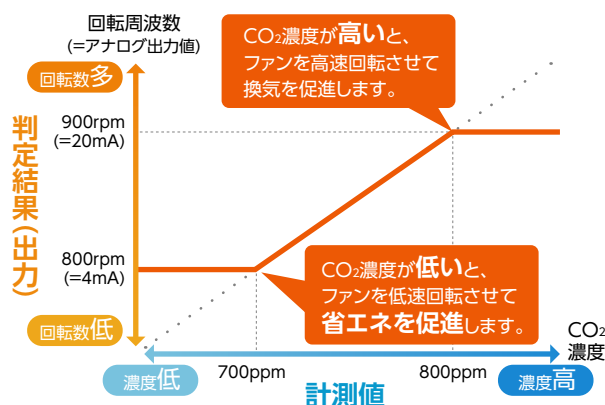 回転周波数
(=アナログ出力値)
回転数多
CO₂濃度が高いと、
ファンを高速回転させて
換気を促進します。
900rpm
(=20mA)
判定結果(出力)
800rpm
(=4mA)
CO₂濃度が低いと、
ファンを低速回転させて
省エネを促進します。
回転数低
CO₂
濃度
濃度低
700ppm
800ppm
濃度高
計測値